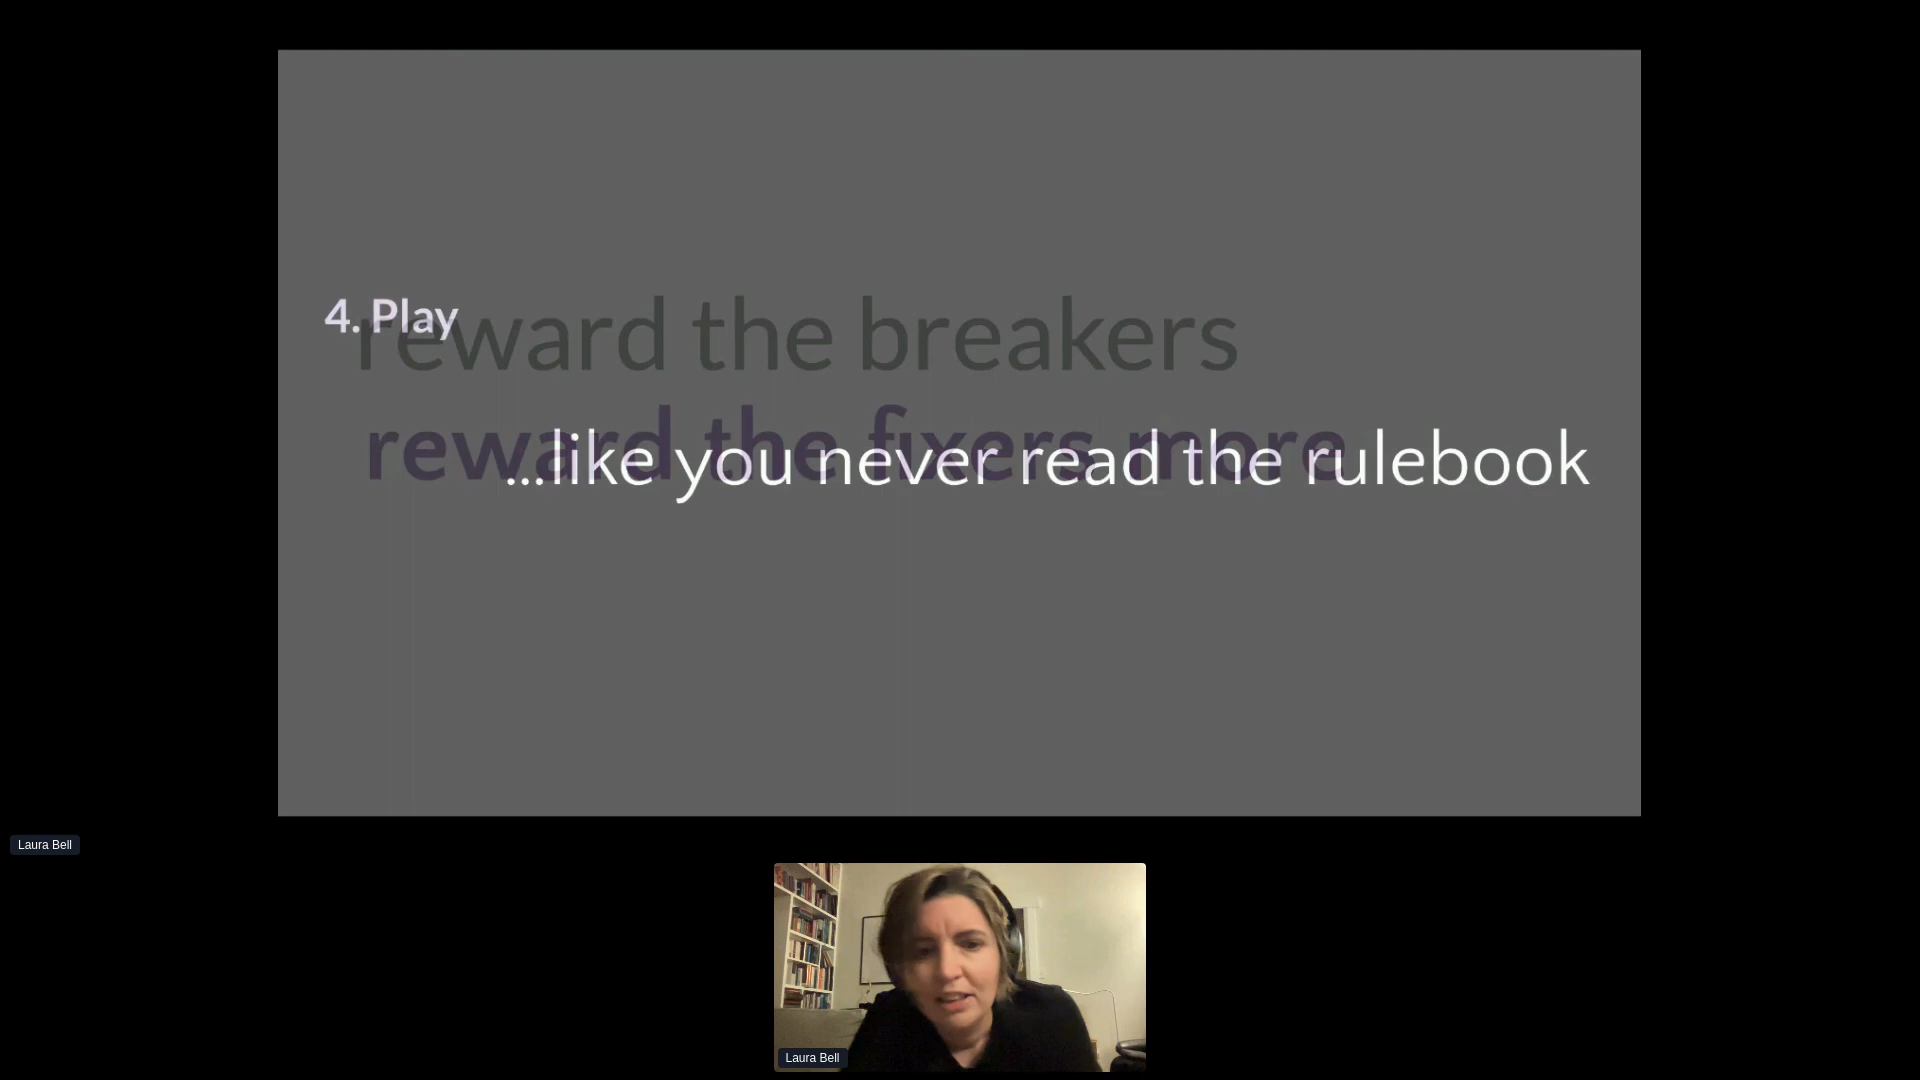 4. Play
reward the breakers
reward the fixers more
...like you never read the rulebook
Laura Bell
Laura Bell